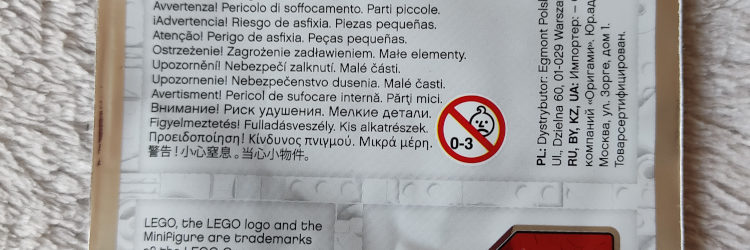 Avvertenza! Pericolo di soffocamento. Parti piccole.
¡Advertencia! Riesgo de asfixia. Piezas pequeñas.
Atenção! Perigo de asfixia. Peças pequenas.
Ostrzeżenie! Zagrożenie zadławieniem. Małe elementy.
Upozornění! Nebezpečí zalknutí. Malé části.
Upozornenie! Nebezpečenstvo dusenia. Malé časti.
Avertisment! Pericol de sufocare internă. Părţi mici.
Внимание! Риск удушения. Мелкие детали.
Figyelmeztetés! Fulladásveszély. Kis alkatrészek.
Προειδοποίηση! Κίνδυνος πνιγμού. Μικρά μέρη.
警告!小心窒息。当心小物件。
0-3
PL: Dystrybutor: Egmont Polsk
Ul. Dzielna 60, 01-029 Warsza
RU, BY, KZ, UA: Импортер: –
компаний «Оригами». Юр.ад
Москва, ул. Зорге, дом 1.
Товарсертифицирован.
LEGO, the LEGO logo and the
Minifigure are trademarks